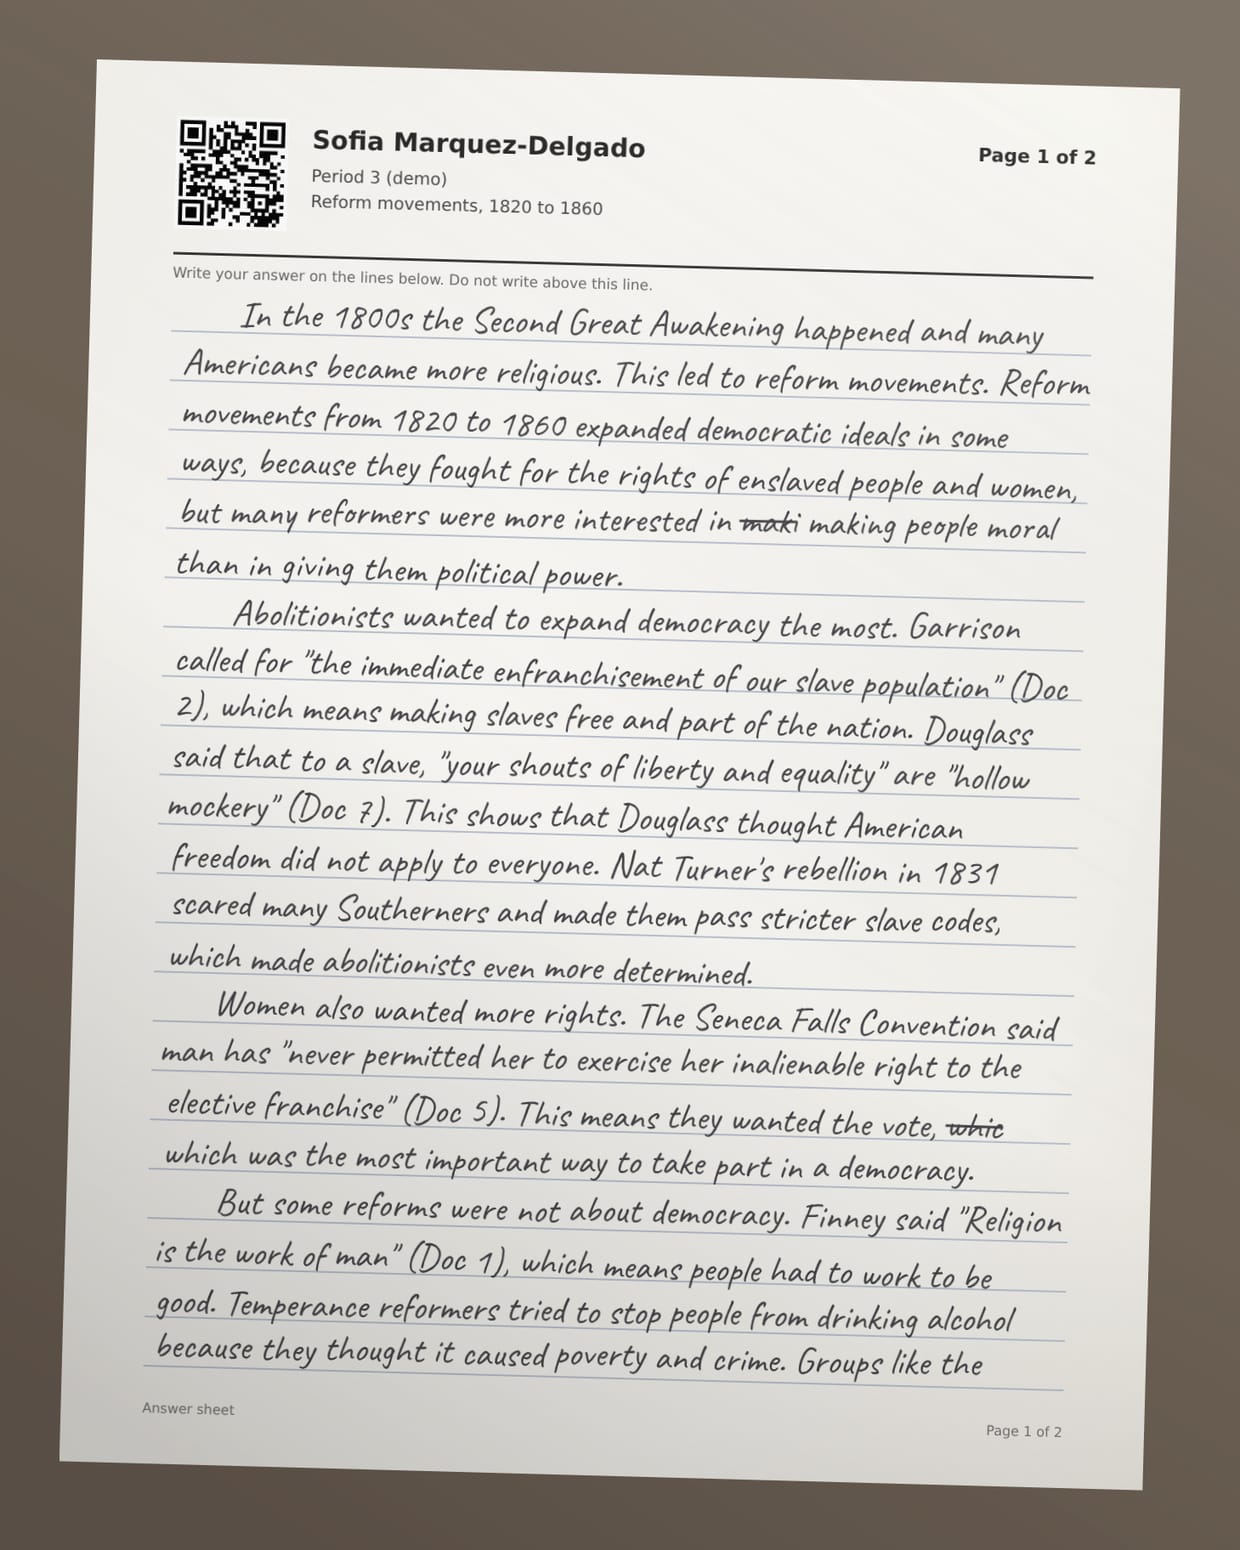 Sofia Marquez-Delgado
Page 1 of 2
Period 3 (demo)
Reform movements, 1820 to 1860
Write your answer on the lines below. Do not write above this line.
In the 1800s the Second Great Awakening happened and many
Americans became more religious. This led to reform movements. Reform
movements from 1820 to 1860 expanded democratic ideals in some
ways, because they fought for the rights of enslaved people and women,
but many reformers were more interested in maki making people moral
than in giving them political power.
Abolitionists wanted to expand democracy the most. Garrison
called for "the immediate enfranchisement of our slave population" (Doc
2), which means making slaves free and part of the nation. Douglass
said that to a slave, "your shouts of liberty and equality" are "hollow
mockery" (Doc 7). This shows that Douglass thought American
freedom did not apply to everyone. Nat Turner's rebellion in 1831
scared many Southerners and made them pass stricter slave codes,
which made abolitionists even more determined.
Women also wanted more rights. The Seneca Falls Convention said
man has "never permitted her to exercise her inalienable right to the
elective franchise" (Doc 5). This means they wanted the vote, whic
which was the most important way to take part in a democracy.
But some reforms were not about democracy. Finney said "Religion
is the work of man" (Doc 1), which means people had to work to be
good. Temperance reformers tried to stop people from drinking alcohol
because they thought it caused poverty and crime. Groups like the
Answer sheet
Page 1 of 2